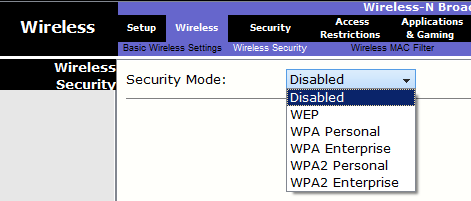 Wireless-N Broa
Wireless
Setup Wireless Security Access Restrictions Applications & Gaming
Basic Wireless Settings Wireless Security Wireless MAC Filter
Wireless Security
Security Mode: Disabled
Disabled
WEP
WPA Personal
WPA Enterprise
WPA2 Personal
WPA2 Enterprise